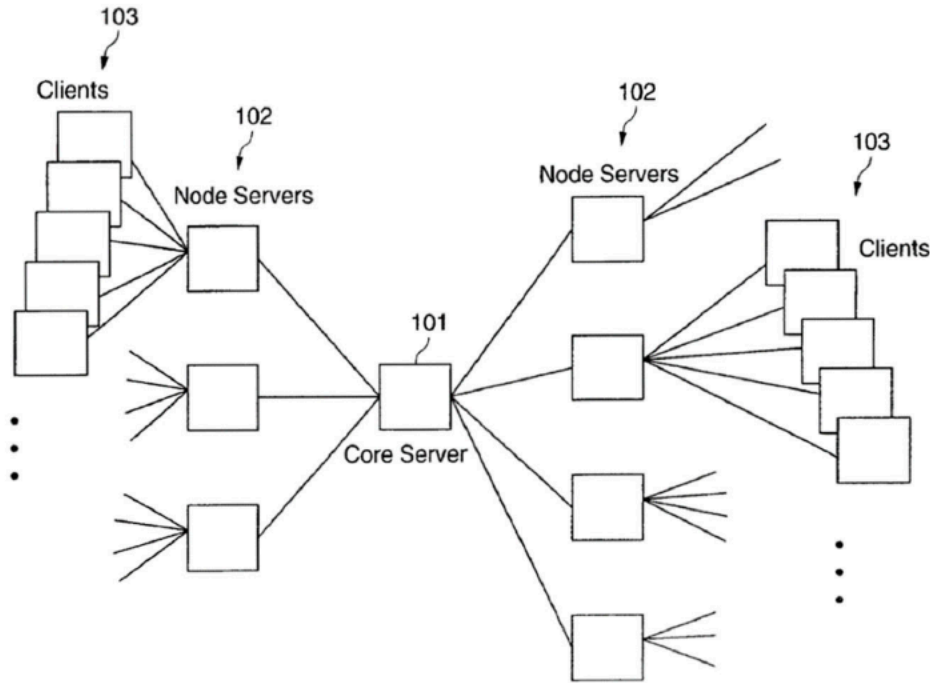 103
Clients
102
Node Servers
102
Node Servers
103
Clients
101
Core Server